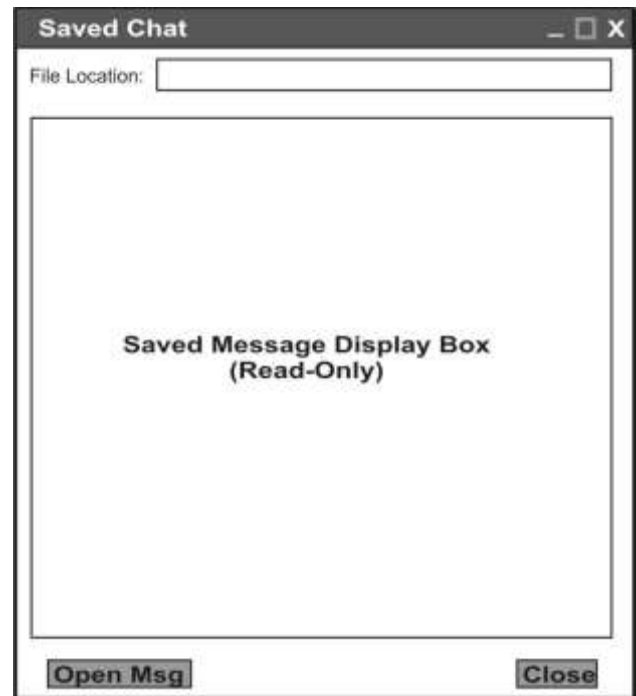 Saved Chat
File Location:
Saved Message Display Box
(Read-Only)
Open Msg
Close